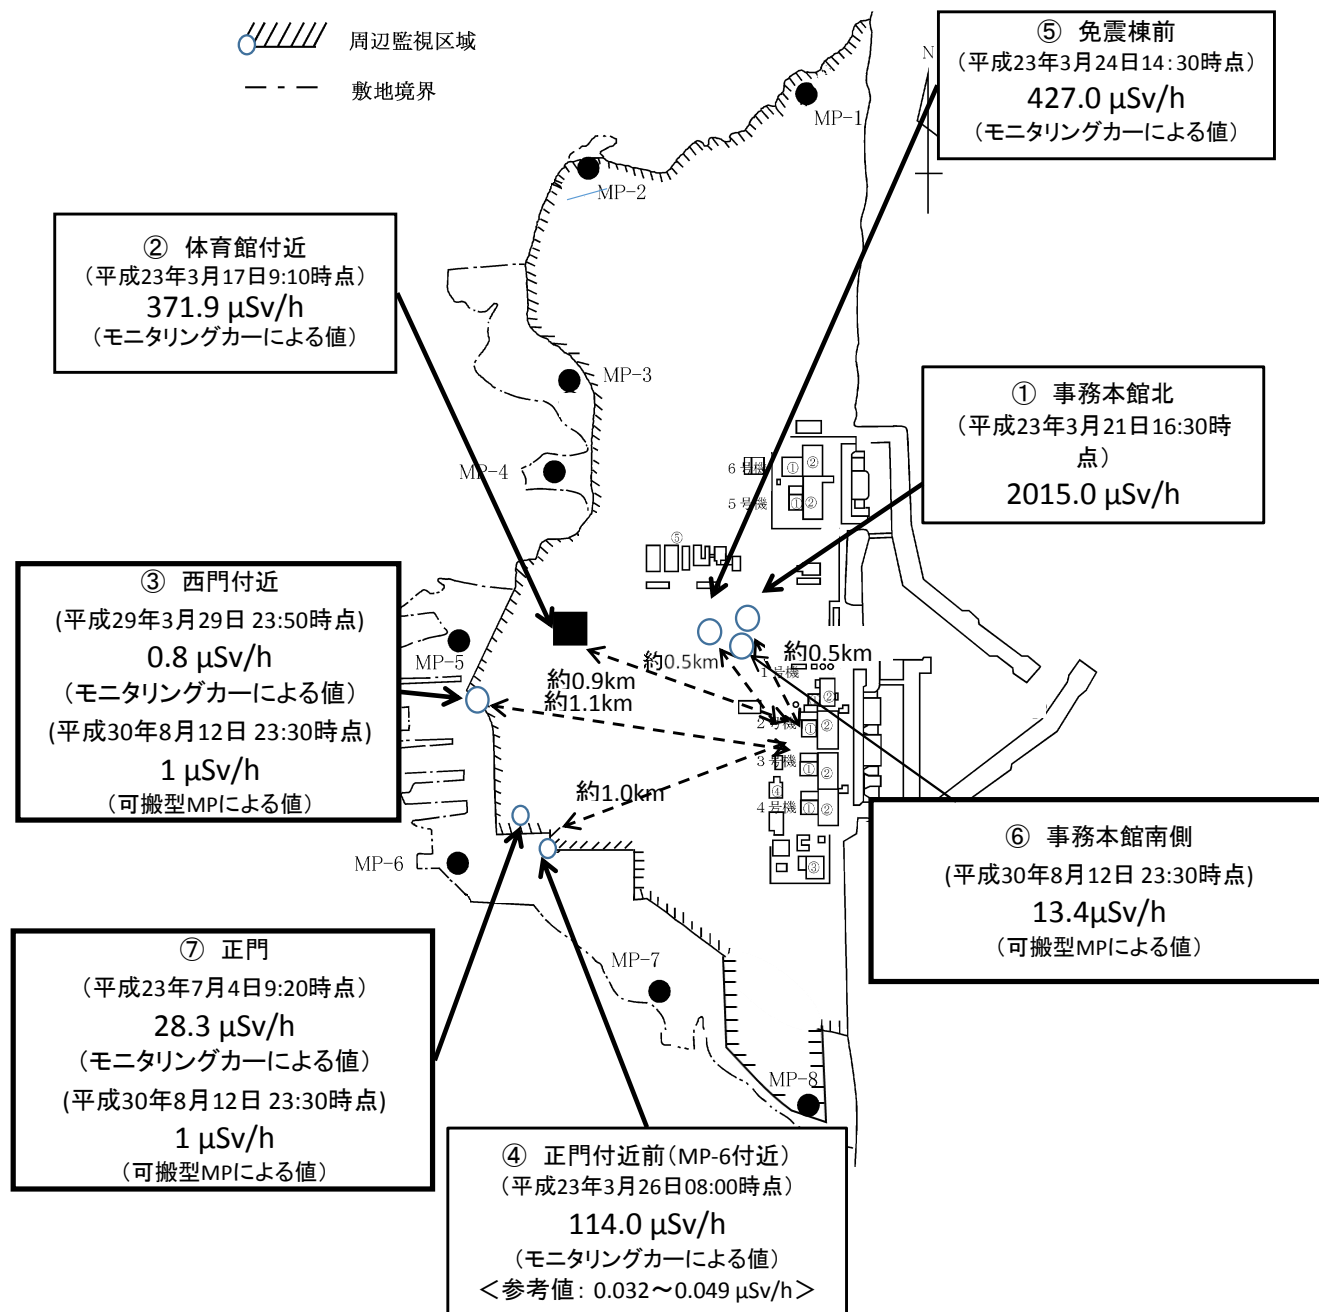 周辺監視区域
敷地境界
⑤ 免震棟前
（平成23年3月24日14：30時点）
427.0 μSv/h
（モニタリングカーによる値）
N
MP-1
MP-2
② 体育館付近
（平成23年3月17日9:10時点）
371.9 μSv/h
（モニタリングカーによる値）
MP-3
① 事務本館北
（平成23年3月21日16:30時
点）
2015.0 μSv/h
MP-4
６号機
① ②
５号機
① ②
⑤
③ 西門付近
(平成29年3月29日 23:50時点)
0.8 μSv/h
（モニタリングカーによる値）
(平成30年8月12日 23:30時点)
1 μSv/h
（可搬型MPによる値）
MP-5
約0.5km
約0.5km
約0.9km
約1.1km
１号機
②
２号機
① ②
３号機
① ②
④
４号機
① ②
③
約1.0km
MP-6
⑥ 事務本館南側
(平成30年8月12日 23:30時点)
13.4μSv/h
（可搬型MPによる値）
⑦ 正門
（平成23年7月4日9:20時点）
28.3 μSv/h
（モニタリングカーによる値）
(平成30年8月12日 23:30時点)
1 μSv/h
（可搬型MPによる値）
MP-7
MP-8
④ 正門付近前（MP-6付近）
（平成23年3月26日08:00時点）
114.0 μSv/h
（モニタリングカーによる値）
＜参考値： 0.032～0.049 μSv/h＞